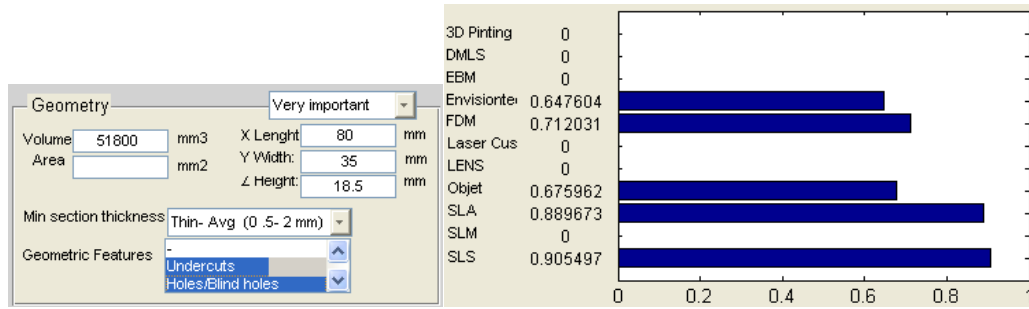 Geometry
Very important
Volume 51800 mm3
Area mm2
X Lenght 80 mm
Y Width: 35 mm
∠ Height: 18.5 mm
Min section thickness Thin- Avg (0 .5- 2 mm)
Geometric Features
-
Undercuts
Holes/Blind holes
3D Pinting 0
DMLS 0
EBM 0
Envisionte 0.647604
FDM 0.712031
Laser Cus 0
LENS 0
Objet 0.675962
SLA 0.889673
SLM 0
SLS 0.905497
0 0.2 0.4 0.6 0.8 1